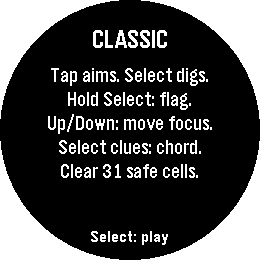 CLASSIC
Tap aims. Select digs.
Hold Select: flag.
Up/Down: move focus.
Select clues: chord.
Clear 31 safe cells.
Select: play